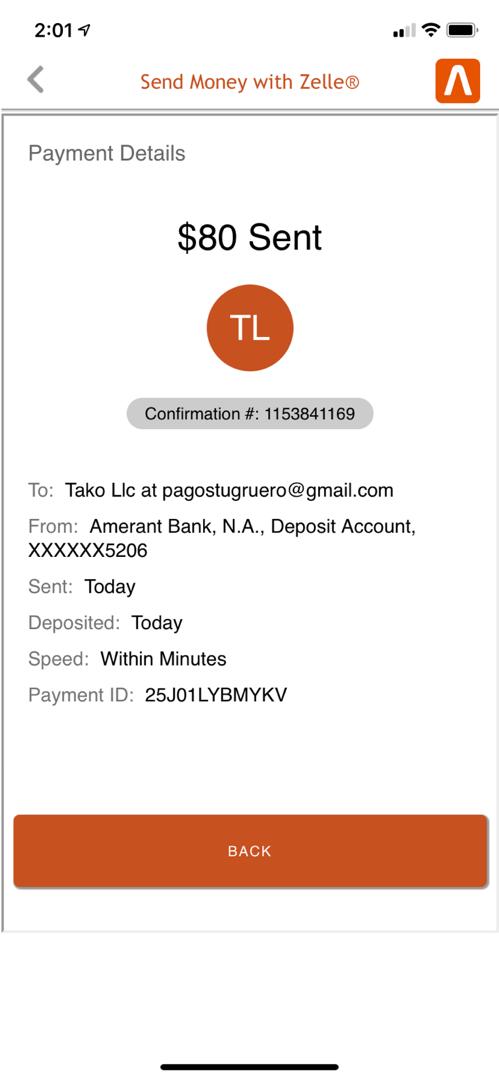 2:01
Send Money with Zelle®
Payment Details
$80 Sent
TL
Confirmation #: 1153841169
To: Tako Llc at pagostugruero@gmail.com
From: Amerant Bank, N.A., Deposit Account,
XXXXXX5206
Sent: Today
Deposited: Today
Speed: Within Minutes
Payment ID: 25J01LYBMYKV
BACK